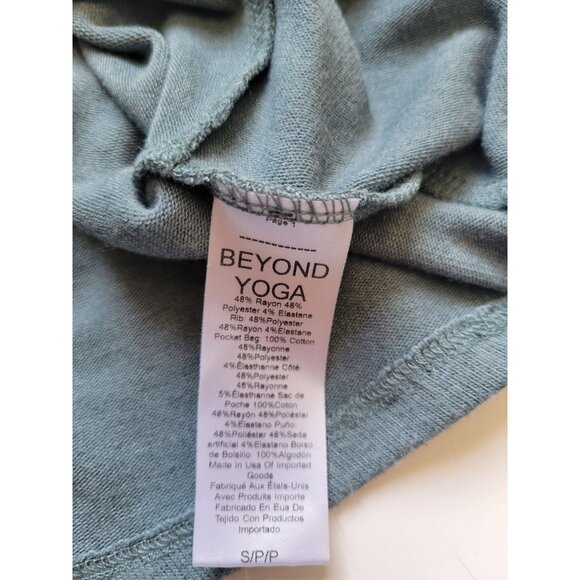 Page 1
BEYOND
YOGA
48% Rayon 48%
Polyester 4% Elastane
Rib: 48%Polyester
48%Rayon 4%Elastane
Pocket Bag: 100% Cotton
48%Rayonne
48%Polyester
4%Élasthanne Côté
48%Polyester
48%Rayonne
5%Élasthanne Sac de
Poche 100%Coton
48%Rayón 48%Poliéster
4%Elastano Puño
48%Poliéster 48%Seda
artificial 4%Elastano Bolso
de Bolsillo: 100%Algodón
Made in Usa Of Imported
Goods
Fabriqué Aux États-Unis
Avec Produits Importe
Fabricado En Eua De
Tejido Con Productos
Importado
S/P/P